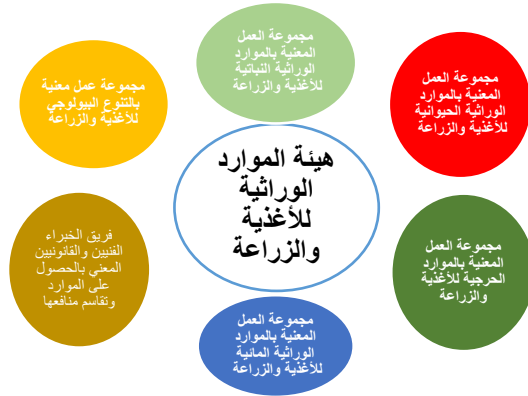 مجموعة العمل
المعنية بالموارد
الوراثية النباتية
للأغذية والزراعة
مجموعة العمل
المعنية بالموارد
الوراثية الحيوانية
للأغذية والزراعة
مجموعة عمل معنية
بالتنوع البيولوجي
للأغذية والزراعة
هيئة الموارد
الوراثية
للأغذية
والزراعة
مجموعة العمل
المعنية بالموارد
الحرجية للأغذية
والزراعة
فريق الخبراء
الفنيين والقانونيين
المعني بالحصول
على الموارد
وتقاسم منافعها
مجموعة العمل
المعنية بالموارد
الوراثية المائية
للأغذية والزراعة